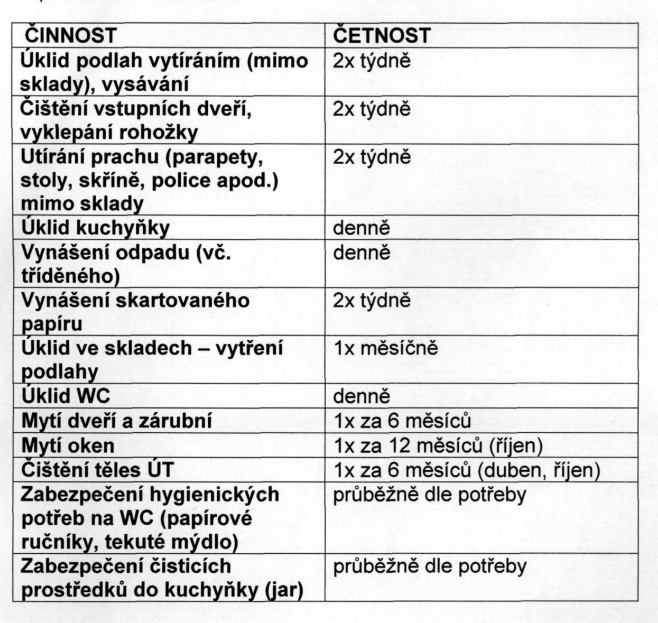 ČINNOST ČETNOST
Úklid podlah vytíráním (mimo 2x týdně
sklady), vysávání
Čištění vstupních dveří, 2x týdně
vyklepání rohožky
Utírání prachu (parapety, 2x týdně
stoly, skříně, police apod.)
mimo sklady
Úklid kuchyňky denně
Vynášení odpadu (vč. denně
tříděného)
Vynášení skartovaného 2x týdně
papíru
Úklid ve skladech – vytření 1x měsíčně
podlahy
Úklid WC denně
Mytí dveří a zárubní 1x za 6 měsíců
Mytí oken 1x za 12 měsíců (říjen)
Čištění těles ÚT 1x za 6 měsíců (duben, říjen)
Zabezpečení hygienických průběžně dle potřeby
potřeb na WC (papírové
ručníky, tekuté mýdlo)
Zabezpečení čisticích průběžně dle potřeby
prostředků do kuchyňky (jar)